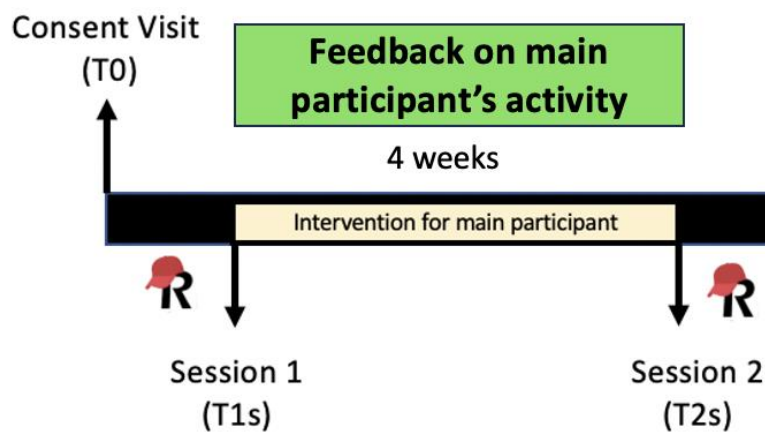 Consent Visit
(T0)
Feedback on main
participant's activity
4 weeks
Intervention for main participant
R
R
Session 1
(T1s)
Session 2
(T2s)